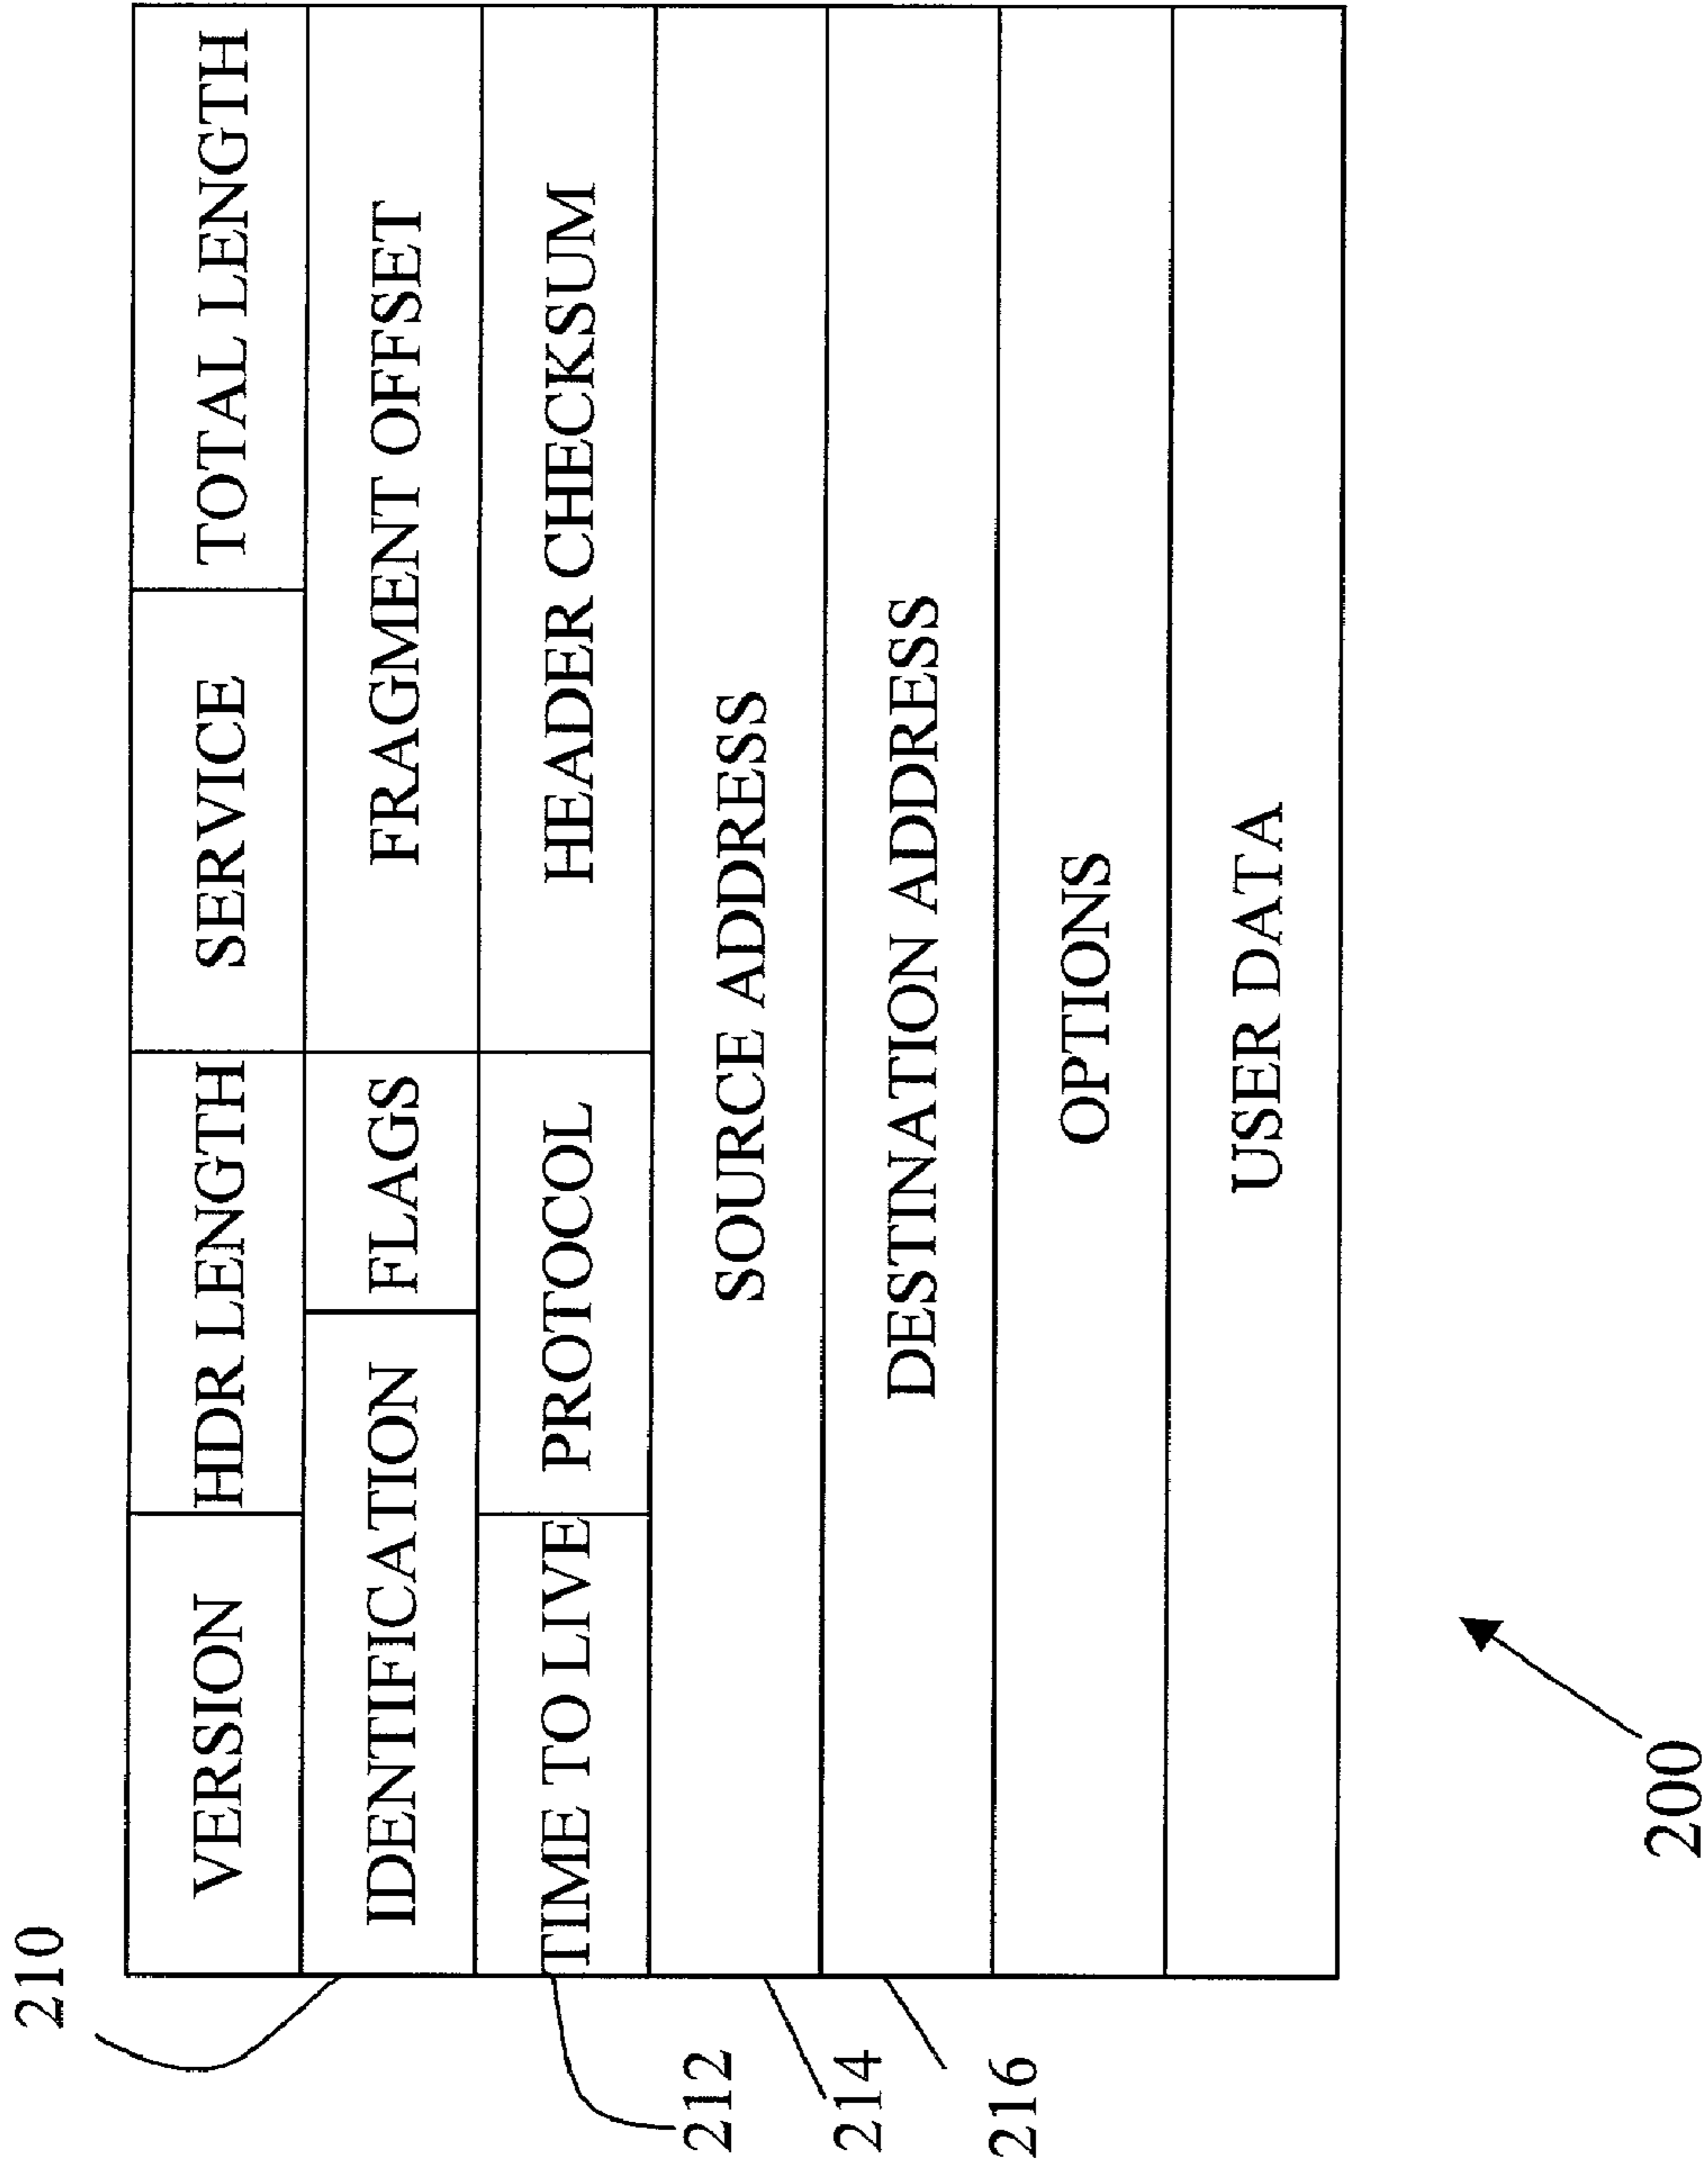 VERSION HDR LENGTH SERVICE TOTAL LENGTH
210 IDENTIFICATION FLAGS FRAGMENT OFFSET
212 TIME TO LIVE PROTOCOL HEADER CHECKSUM
214 SOURCE ADDRESS
216 DESTINATION ADDRESS
OPTIONS
USER DATA
200